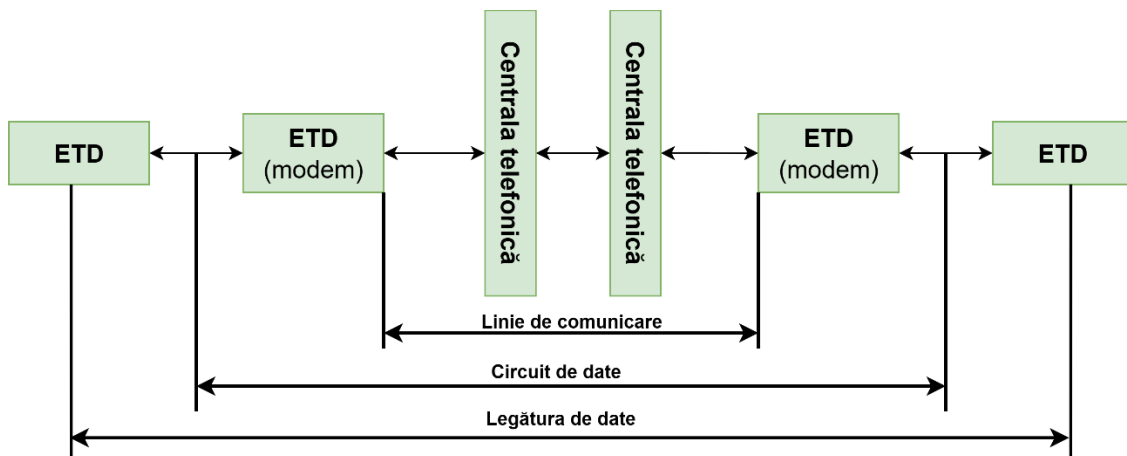 ETD
ETD
(modem)
Centrala telefonică
Centrala telefonică
ETD
(modem)
ETD
Linie de comunicare
Circuit de date
Legătura de date